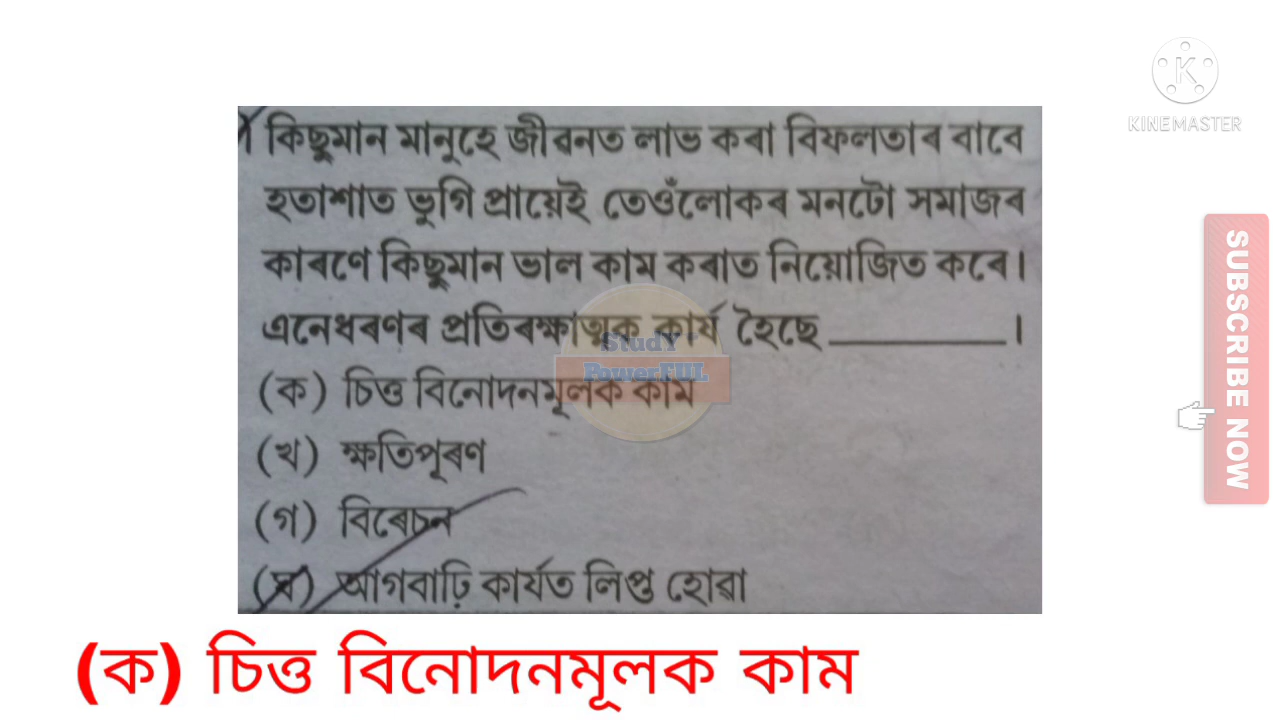 KINEMASTER
কিছুমান মানুহে জীৱনত লাভ কৰা বিফলতাৰ বাবে
হতাশাত ভুগি প্ৰায়েই তেওঁলোকৰ মনটো সমাজৰ
কাৰণে কিছুমান ভাল কাম কৰাত নিয়োজিত কৰে।
এনেধৰণৰ প্ৰতিৰক্ষাত্মক কাৰ্য হৈছে __________ ।
StudY
PowerFUL
(ক) চিত্ত বিনোদনমূলক কাম
(খ) ক্ষতিপূৰণ
(গ) বিৰেচন
(ঘ) আগবাঢ়ি কাৰ্যত লিপ্ত হোৱা
SUBSCRIBE NOW
(ক) চিত্ত বিনোদনমূলক কাম